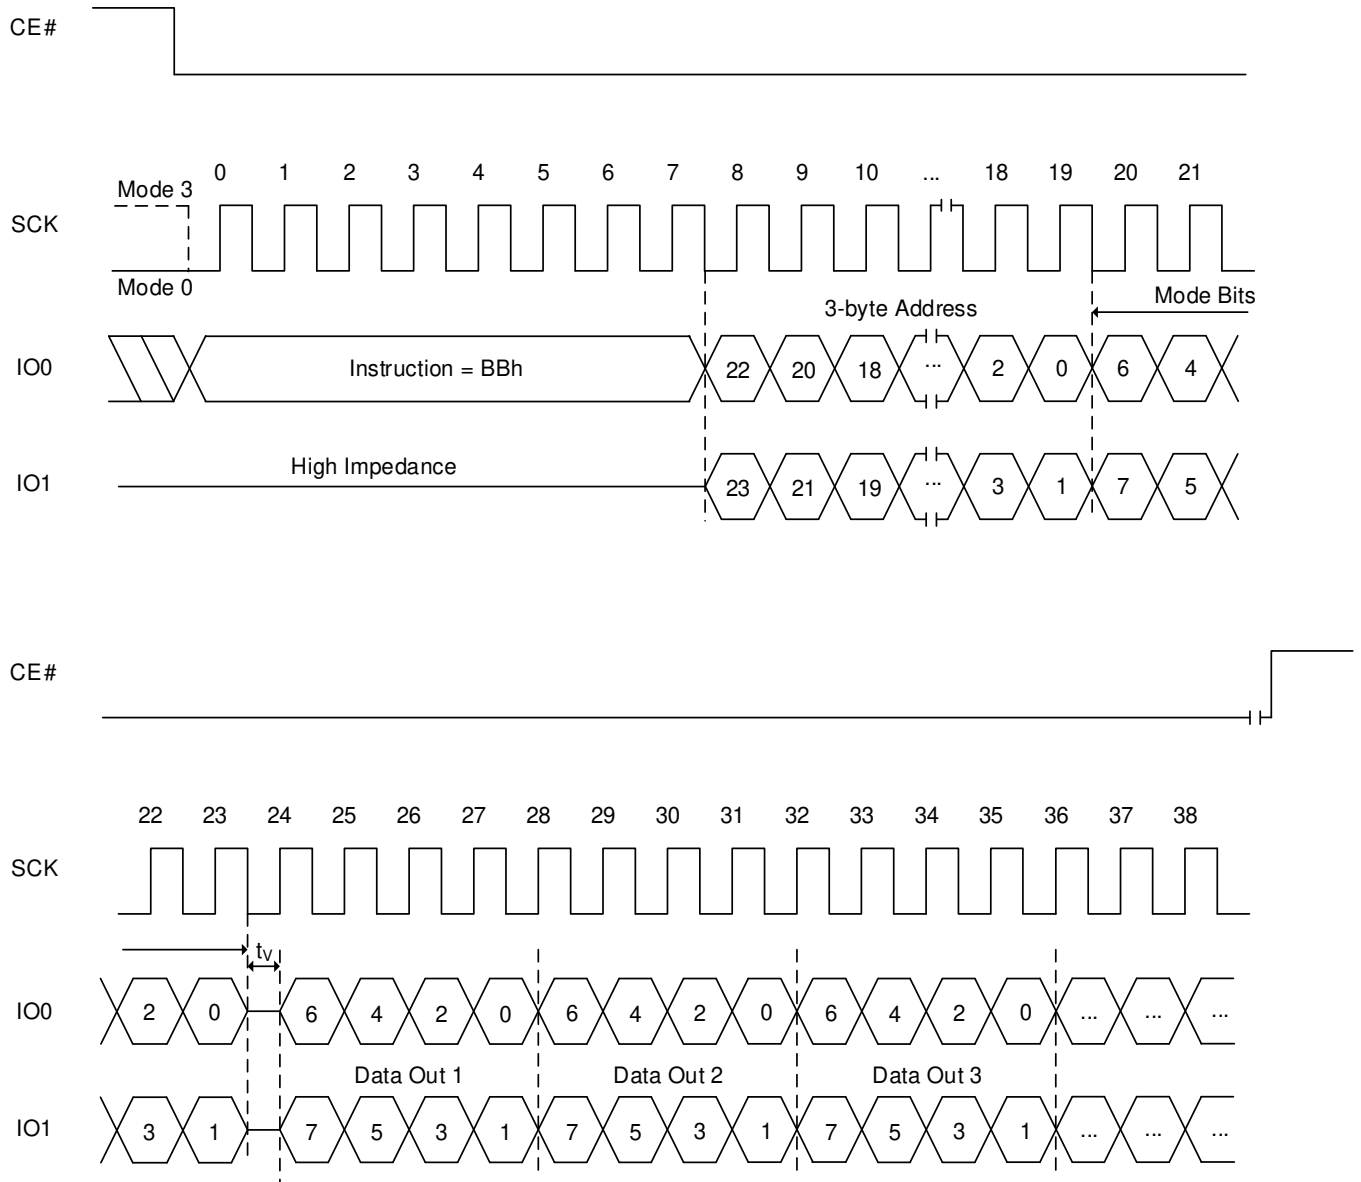 CE#
0 1 2 3 4 5 6 7 8 9 10 ... 18 19 20 21
Mode 3
SCK
Mode 0
3-byte Address
Mode Bits
IO0 Instruction = BBh 22 20 18 ... 2 0 6 4
High Impedance
IO1 23 21 19 ... 3 1 7 5
CE#
22 23 24 25 26 27 28 29 30 31 32 33 34 35 36 37 38
SCK
tV
IO0 2 0 6 4 2 0 6 4 2 0 6 4 2 0 ... ... ...
Data Out 1 Data Out 2 Data Out 3
IO1 3 1 7 5 3 1 7 5 3 1 7 5 3 1 ... ... ...